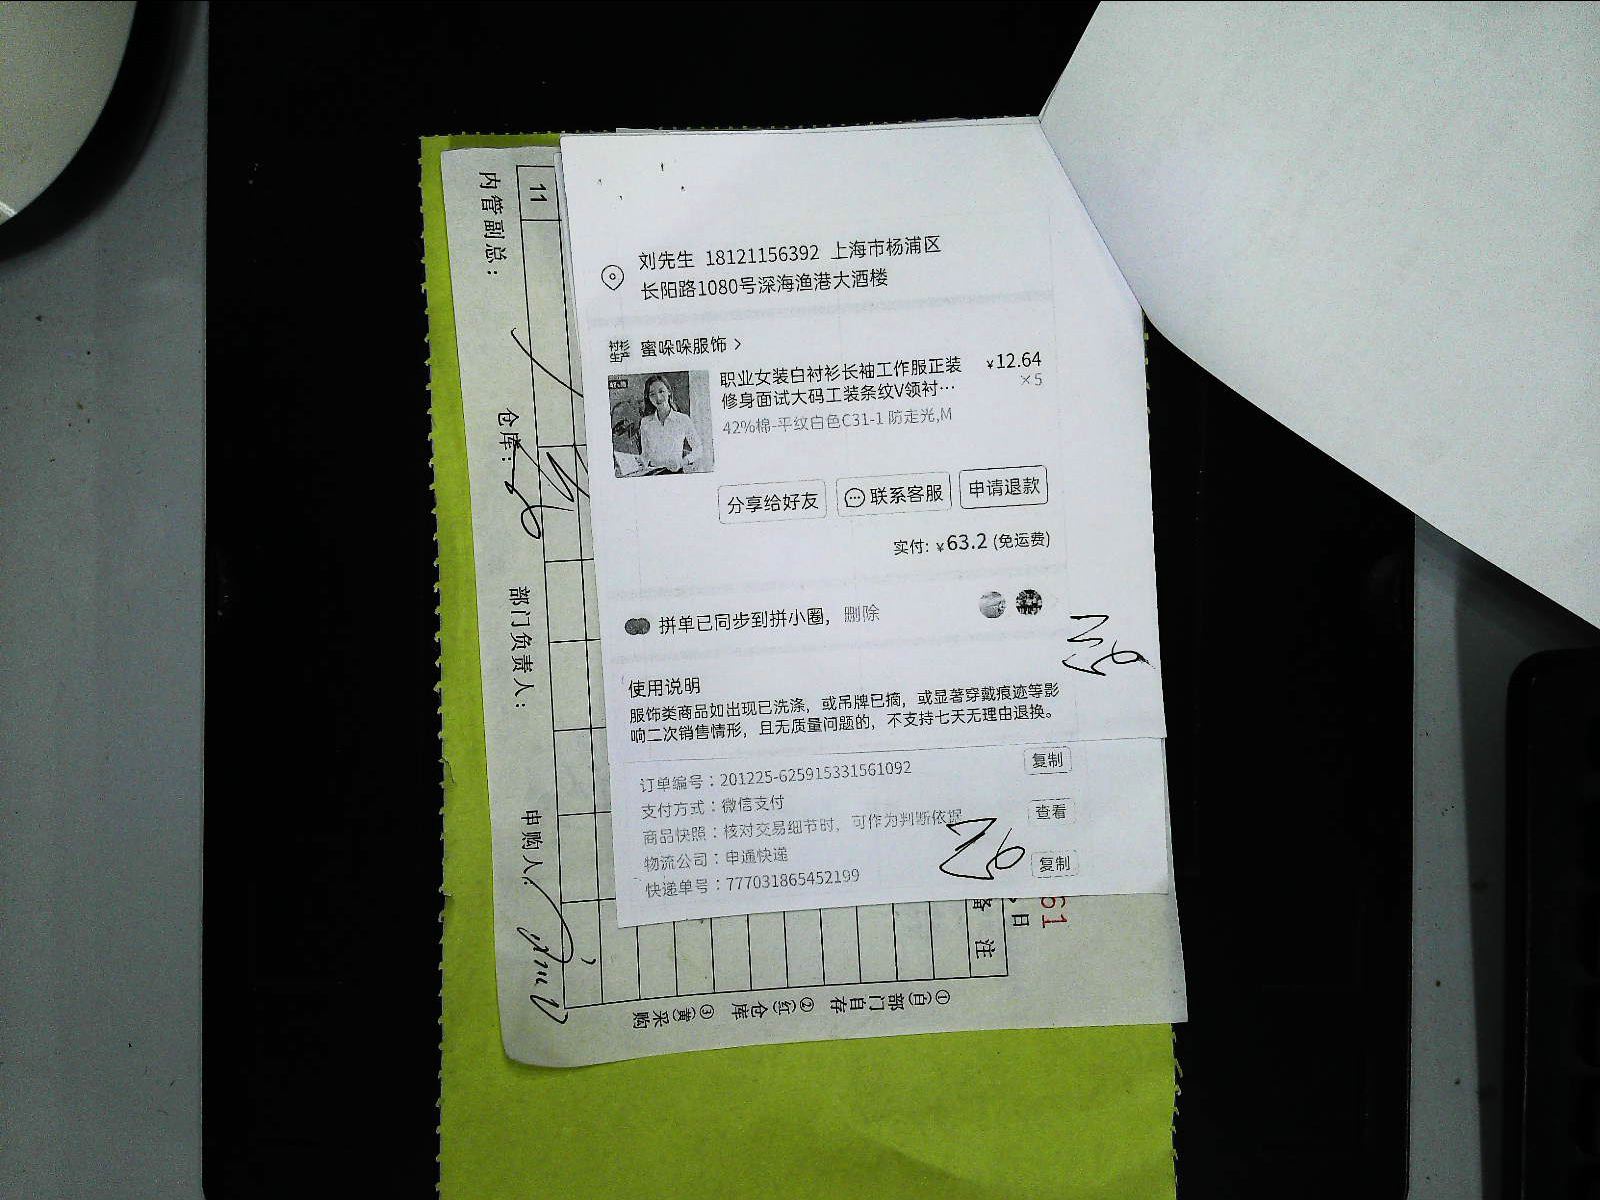 刘先生 18121156392 上海市杨浦区
长阳路1080号深海渔港大酒楼
衬衫
生产
蜜哚哚服饰 >
职业女装白衬衫长袖工作服正装
修身面试大码工装条纹V领衬…
¥12.64
×5
42%棉-平纹白色C31-1 防走光,M
分享给好友
联系客服
申请退款
实付: ¥63.2 (免运费)
拼单已同步到拼小圈，删除
使用说明
服饰类商品如出现已洗涤，或吊牌已摘，或显著穿戴痕迹等影
响二次销售情形，且无质量问题的，不支持七天无理由退换。
订单编号：201225-625915331561092
复制
支付方式：微信支付
商品快照：核对交易细节时，可作为判断依据
查看
物流公司：申通快递
快递单号：777031865452199
复制
11
内管副总：
仓库：
部门负责人：
申购人：
备注
日
61
①(白)部门自存 ②(红)仓库 ③(黄)采购